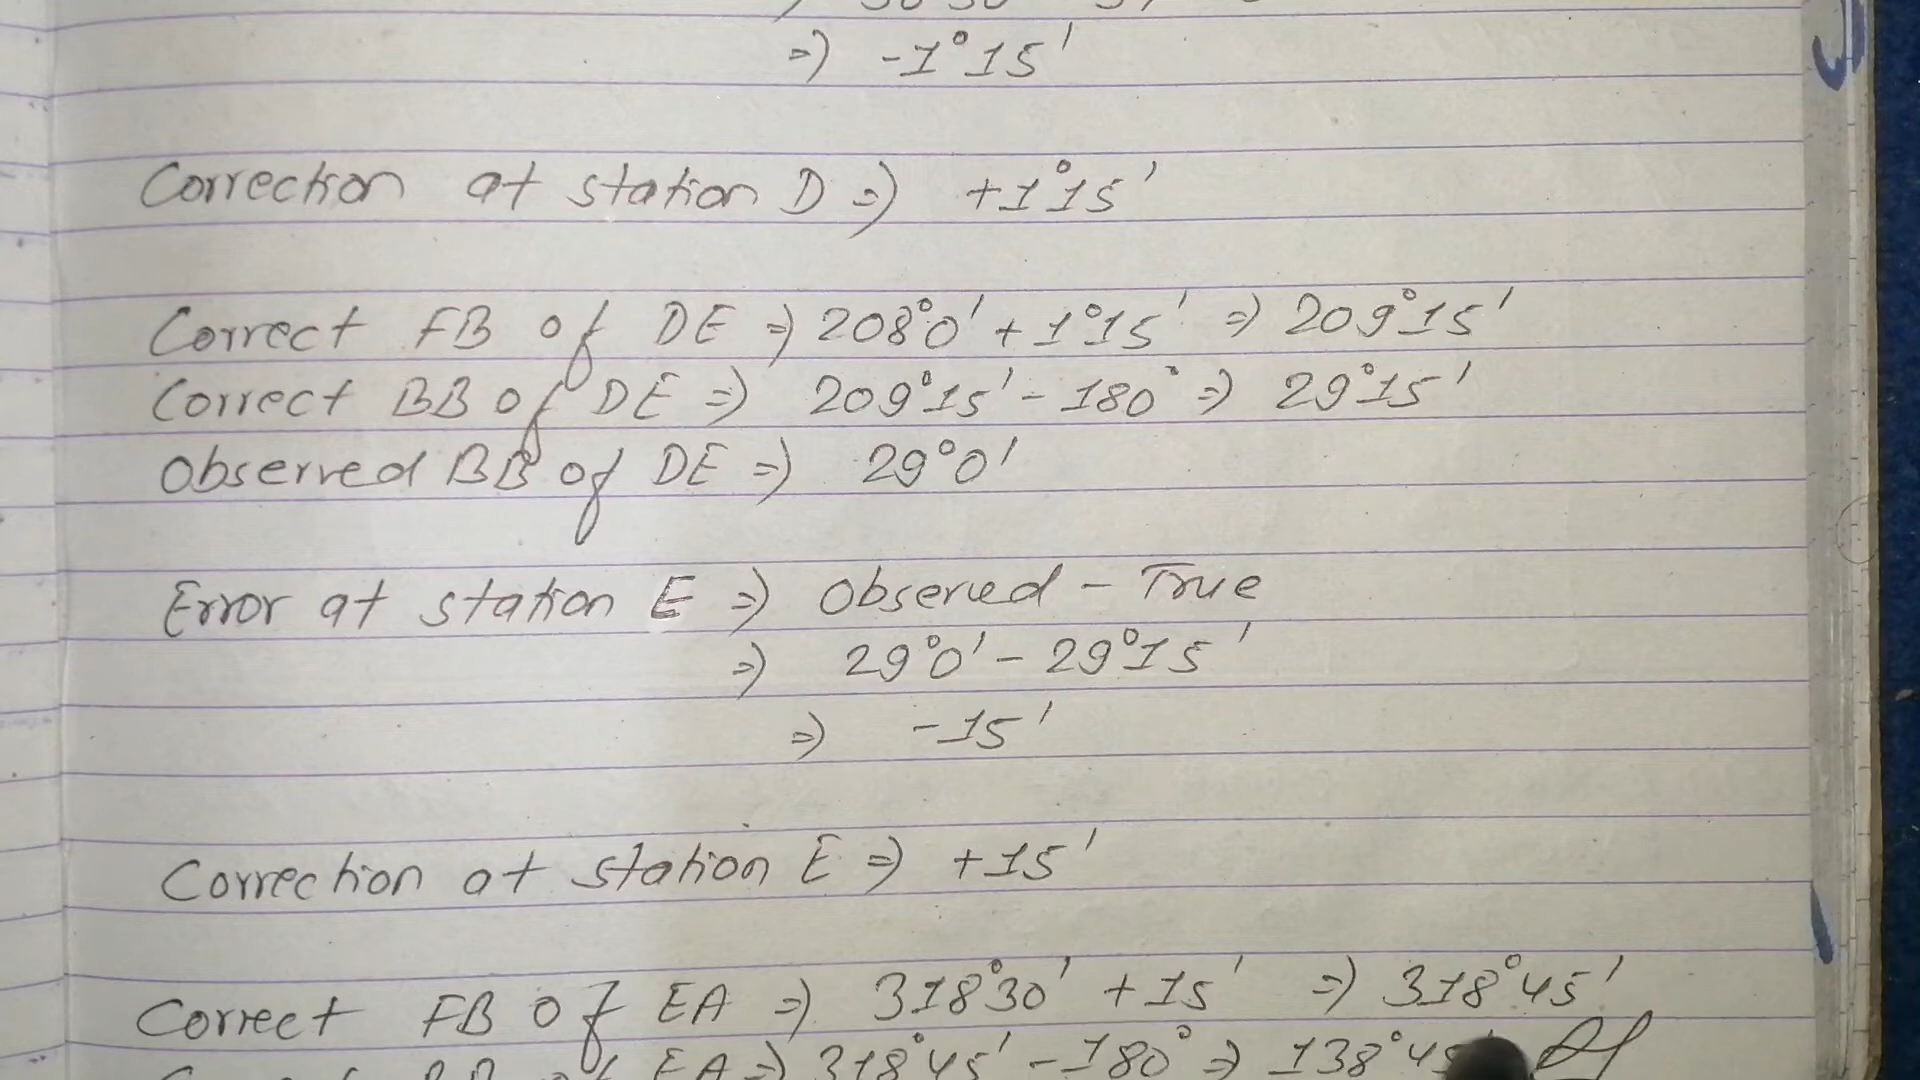 =) -1°15'
Correction at station D =) +1°15'
Correct FB of DE =) 208°0' + 1°15' =) 209°15'
Correct BB of DE =) 209°15' - 180° =) 29°15'
Observed BB of DE =) 29°0'
Error at station E =) Observed - True
=) 29°0' - 29°15'
=) -15'
Correction at station E =) +15'
Correct FB of EA =) 318°30' + 15' =) 318°45'
EA =) 318°45' - 180° =) 138°45'